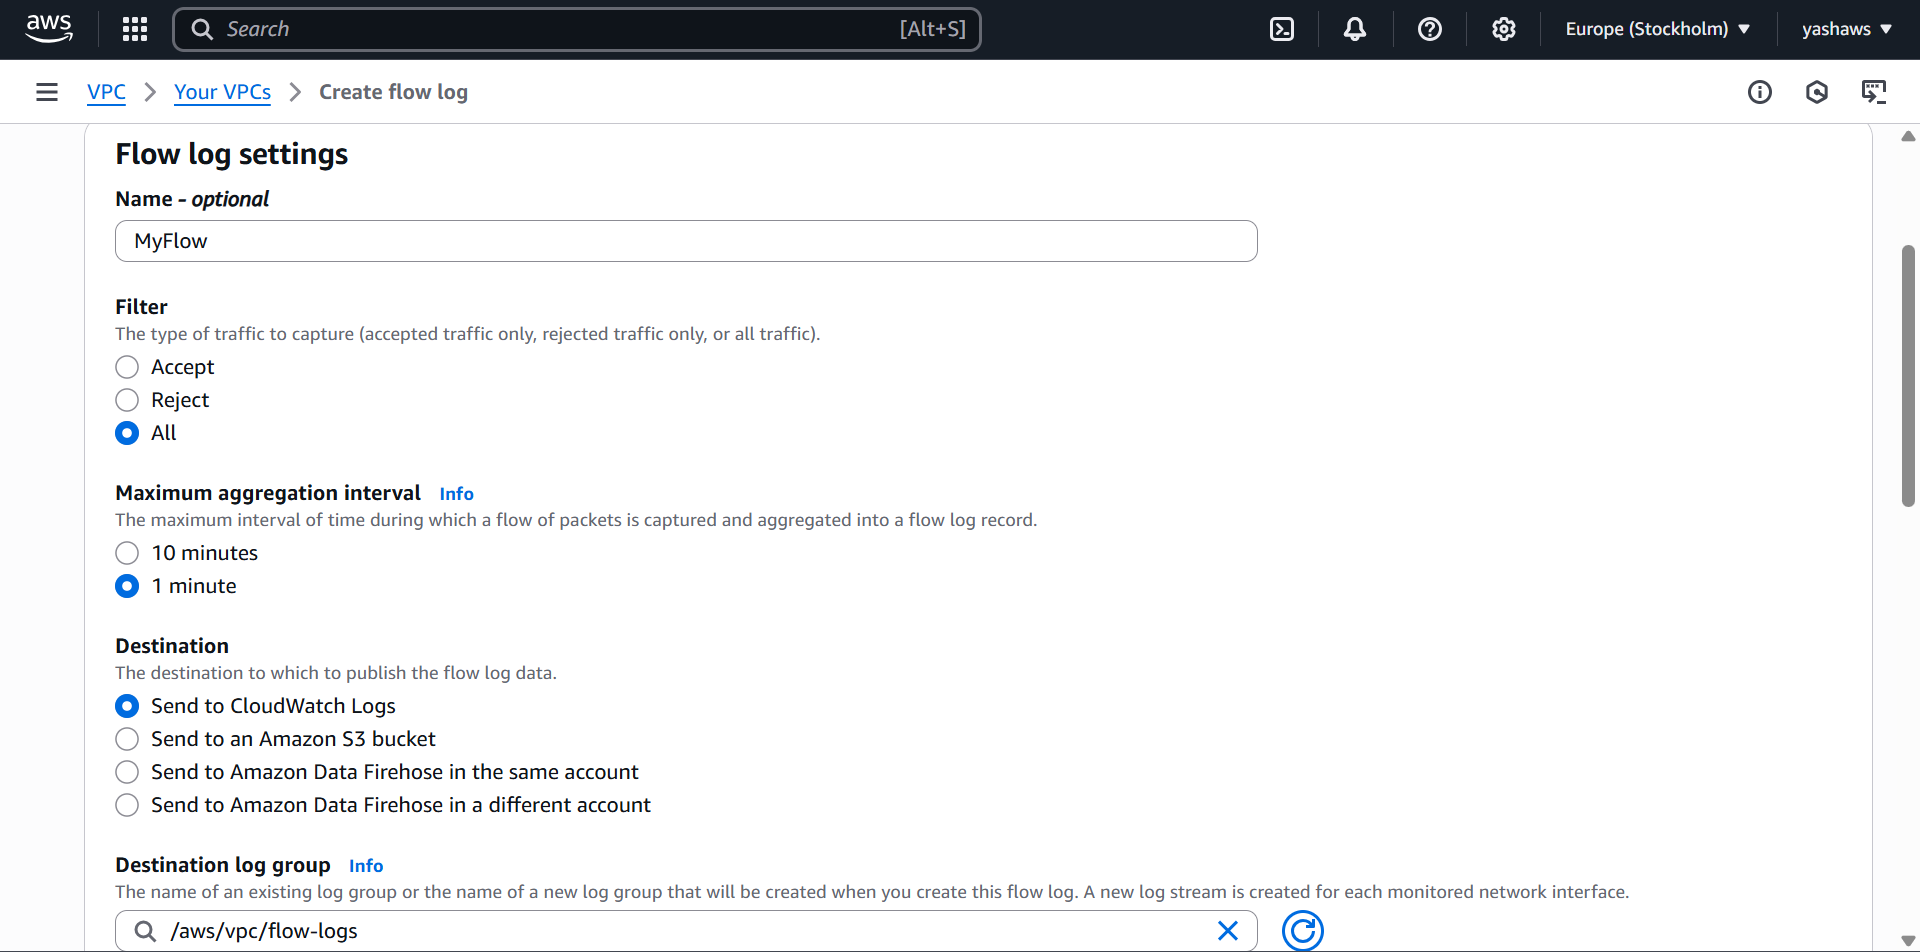 aws
Search
[Alt+S]
Europe (Stockholm)
yashaws
VPC
Your VPCs
Create flow log
Flow log settings
Name - optional
MyFlow
Filter
The type of traffic to capture (accepted traffic only, rejected traffic only, or all traffic).
Accept
Reject
All
Maximum aggregation interval Info
The maximum interval of time during which a flow of packets is captured and aggregated into a flow log record.
10 minutes
1 minute
Destination
The destination to which to publish the flow log data.
Send to CloudWatch Logs
Send to an Amazon S3 bucket
Send to Amazon Data Firehose in the same account
Send to Amazon Data Firehose in a different account
Destination log group Info
The name of an existing log group or the name of a new log group that will be created when you create this flow log. A new log stream is created for each monitored network interface.
/aws/vpc/flow-logs